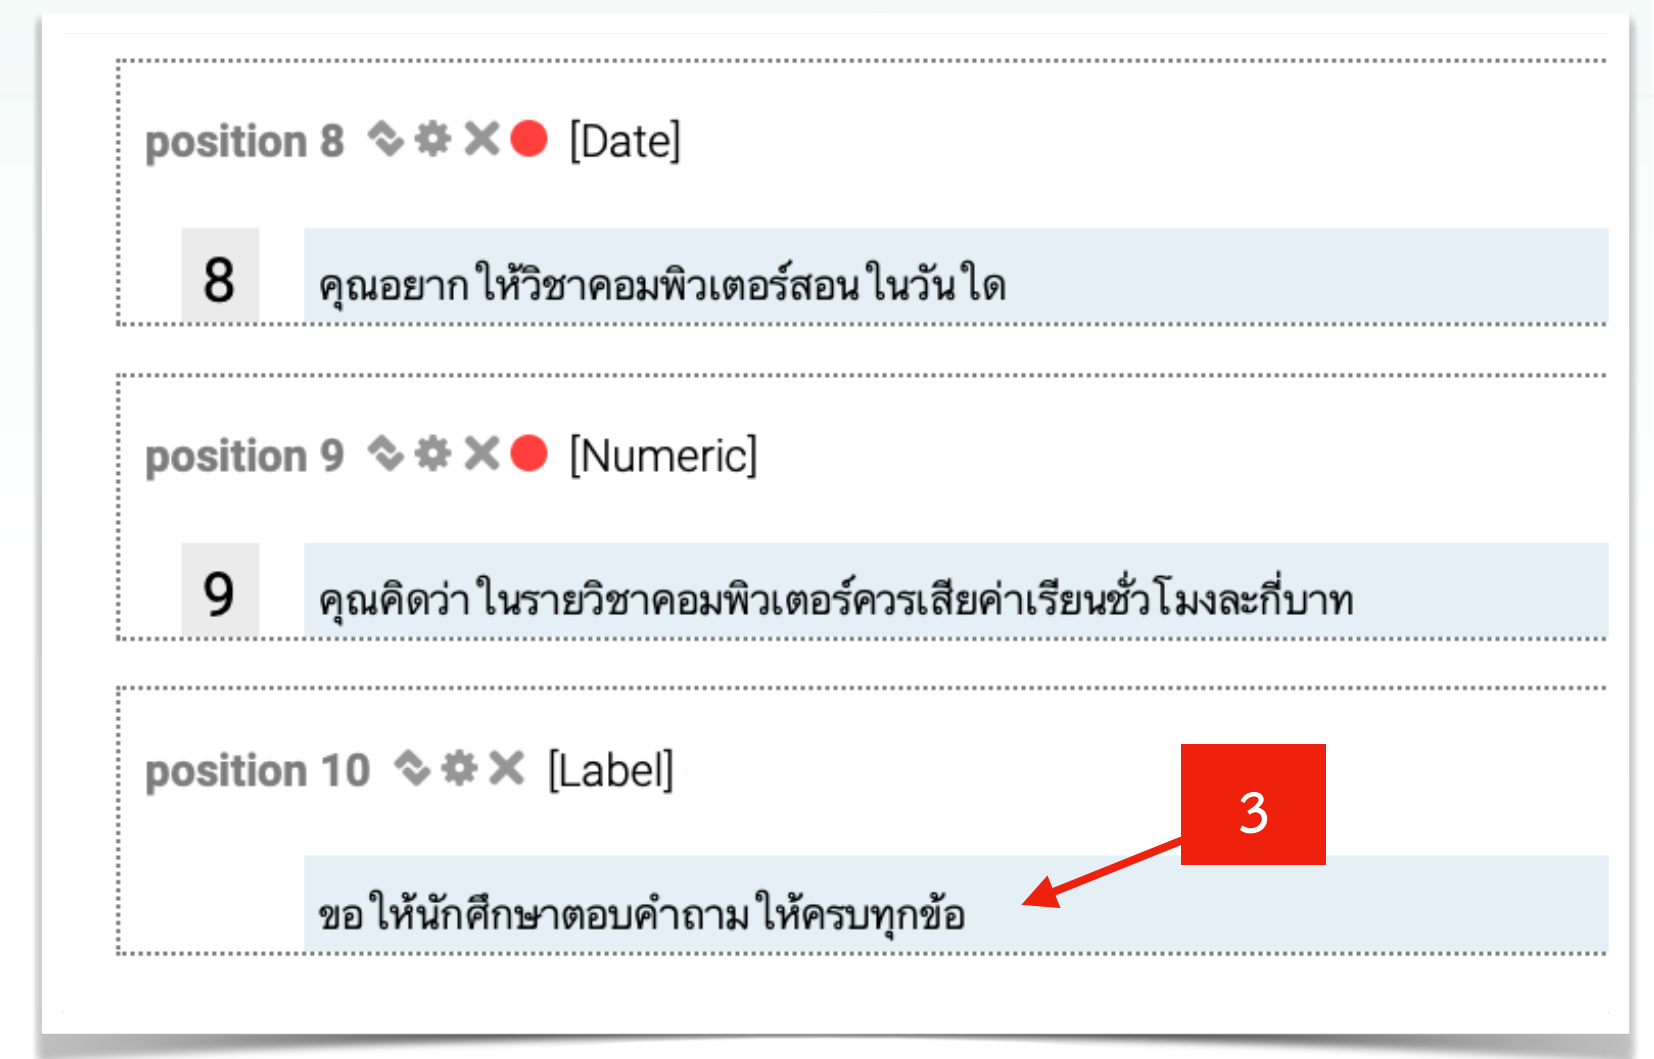 position 8 [Date]
8 คุณอยากให้วิชาคอมพิวเตอร์สอนในวันใด
position 9 [Numeric]
9 คุณคิดว่าในรายวิชาคอมพิวเตอร์ควรเสียค่าเรียนชั่วโมงละกี่บาท
position 10 [Label]
3
ขอให้นักศึกษาตอบคำถามให้ครบทุกข้อ